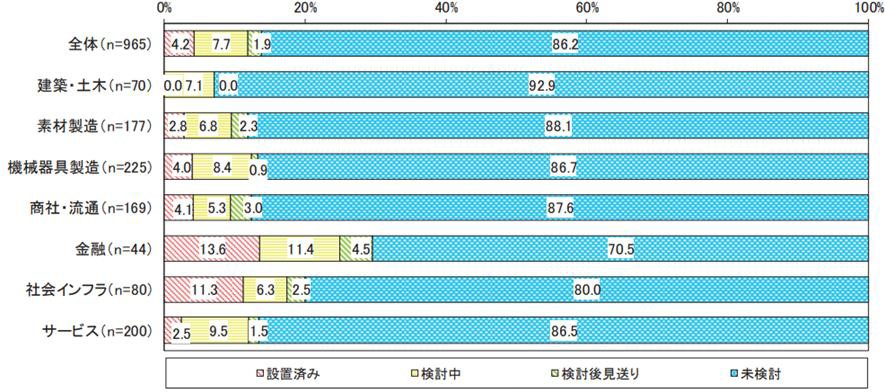 0% 20% 40% 60% 80% 100%
全体(n=965) 4.2 7.7 1.9 86.2
建築・土木(n=70) 0.0 7.1 0.0 92.9
素材製造(n=177) 2.8 6.8 2.3 88.1
機械器具製造(n=225) 4.0 8.4 0.9 86.7
商社・流通(n=169) 4.1 5.3 3.0 87.6
金融(n=44) 13.6 11.4 4.5 70.5
社会インフラ(n=80) 11.3 6.3 2.5 80.0
サービス(n=200) 2.5 9.5 1.5 86.5
設置済み 検討中 検討後見送り 未検討